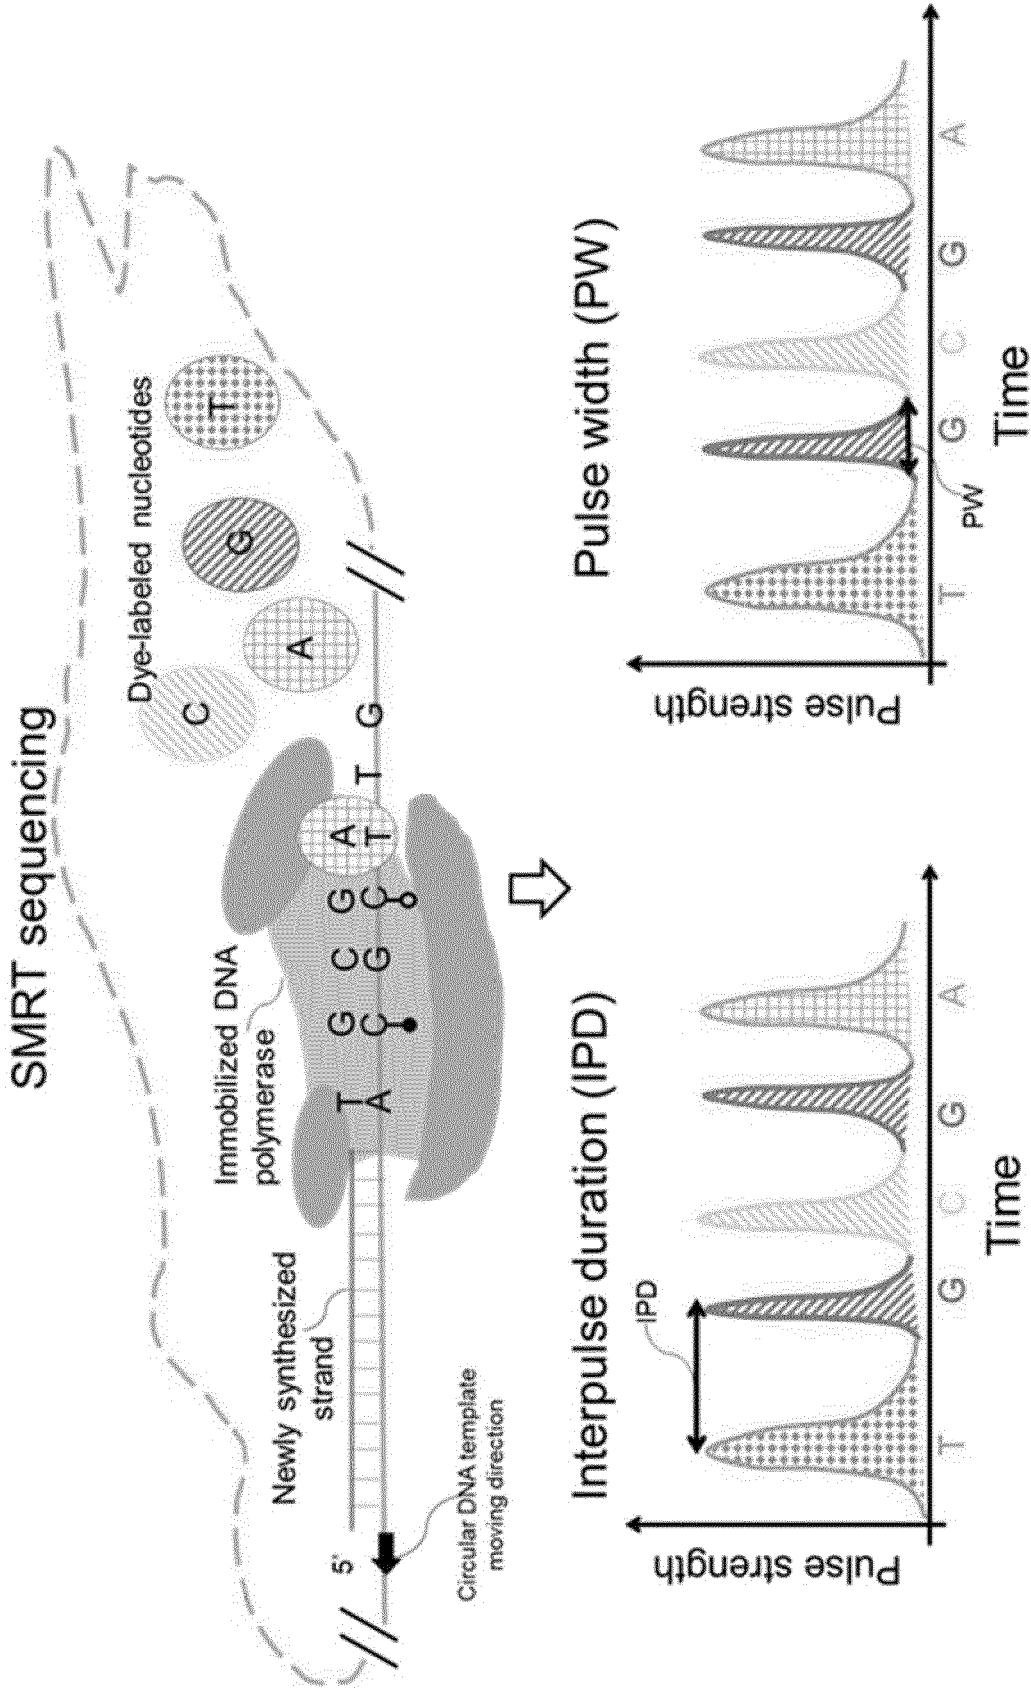 SMRT sequencing
Dye-labeled nucleotides
C
A
G
T
Immobilized DNA
polymerase
Newly synthesized
strand
5'
T G C G A
A C G C T T G
Circular DNA template
moving direction
Interpulse duration (IPD)
IPD
Pulse strength
T G C G A
Time
Pulse width (PW)
Pulse strength
PW
T G C G A
Time